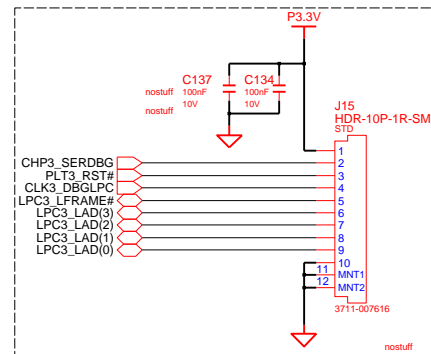 P3.3V
C137
C134
nostuff
100nF
100nF
nostuff
10V
10V
J15
HDR-10P-1R-SM
STD
1
CHP3_SERDBG
2
PLT3_RST#
3
CLK3_DBGLPC
4
LPC3_LFRAME#
5
LPC3_LAD(3)
6
LPC3_LAD(2)
7
LPC3_LAD(1)
8
LPC3_LAD(0)
9
10
11
MNT1
12
MNT2
3711-007616
nostuff